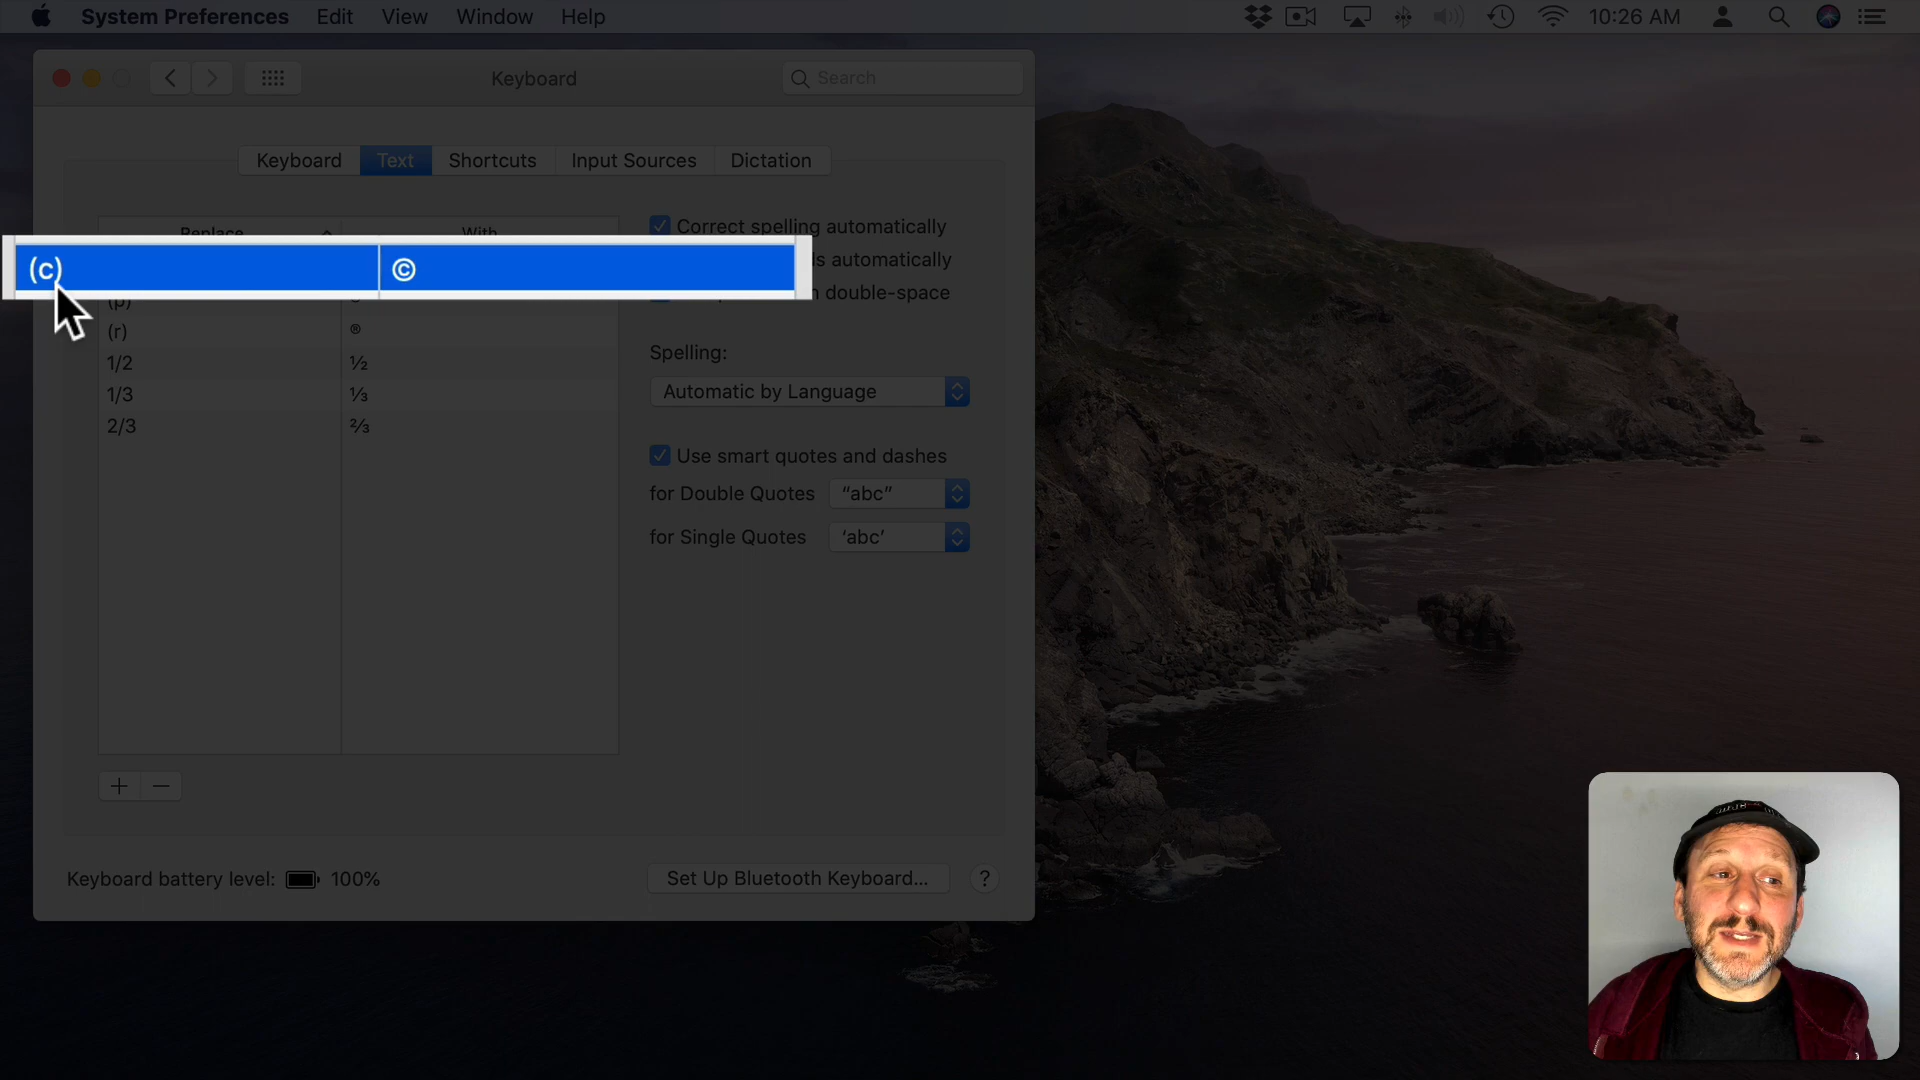 System Preferences Edit View Window Help 10:26 AM
Keyboard Search
Keyboard Text Shortcuts Input Sources Dictation
Replace With
(c) ©
(p)
(r) ®
1/2 ½
1/3 ⅓
2/3 ⅔
Correct spelling automatically
automatically
double-space
Spelling:
Automatic by Language
Use smart quotes and dashes
for Double Quotes “abc”
for Single Quotes ‘abc’
+ −
Keyboard battery level: 100%
Set Up Bluetooth Keyboard... ?